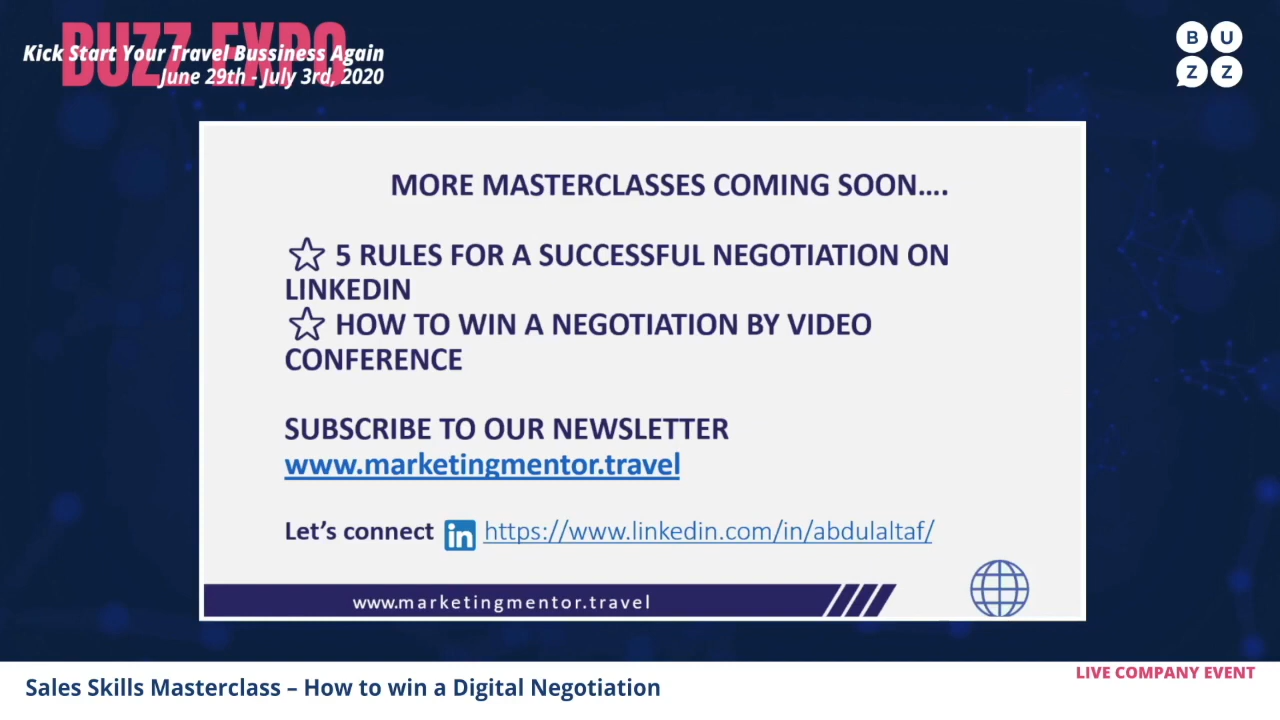 BUZZ EXPO
Kick Start Your Travel Bussiness Again
June 29th - July 3rd, 2020
B U
Z Z
MORE MASTERCLASSES COMING SOON....
5 RULES FOR A SUCCESSFUL NEGOTIATION ON
LINKEDIN
HOW TO WIN A NEGOTIATION BY VIDEO
CONFERENCE
SUBSCRIBE TO OUR NEWSLETTER
www.marketingmentor.travel
Let's connect in https://www.linkedin.com/in/abdulaltaf/
www.marketingmentor.travel
LIVE COMPANY EVENT
Sales Skills Masterclass – How to win a Digital Negotiation